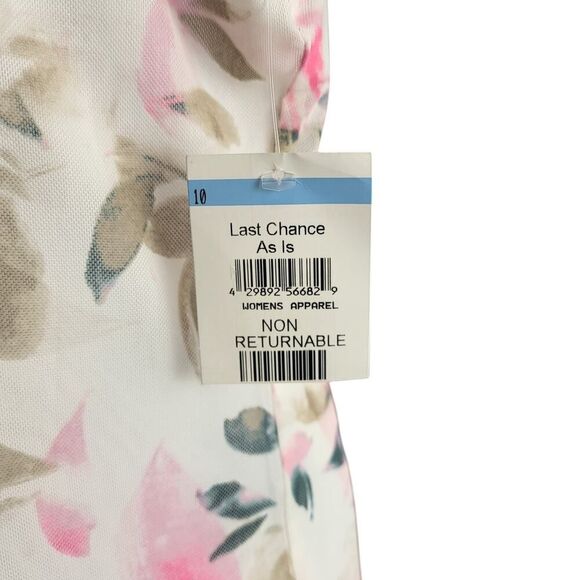 10
Last Chance
As Is
4 29892 56682 9
WOMENS APPAREL
NON
RETURNABLE